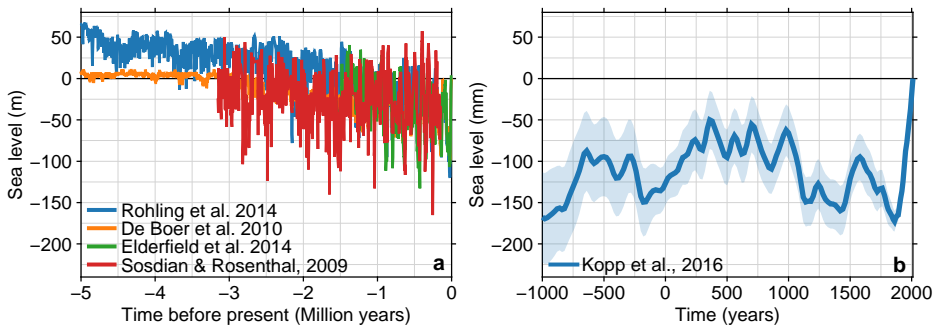 50
0
−50
−100
−150
−200
Sea level (m)
Rohling et al. 2014
De Boer et al. 2010
Elderfield et al. 2014
Sosdian & Rosenthal, 2009
a
−5 −4 −3 −2 −1 0
Time before present (Million years)
50
0
−50
−100
−150
−200
Sea level (mm)
Kopp et al., 2016
b
−1000 −500 0 500 1000 1500 2000
Time (years)